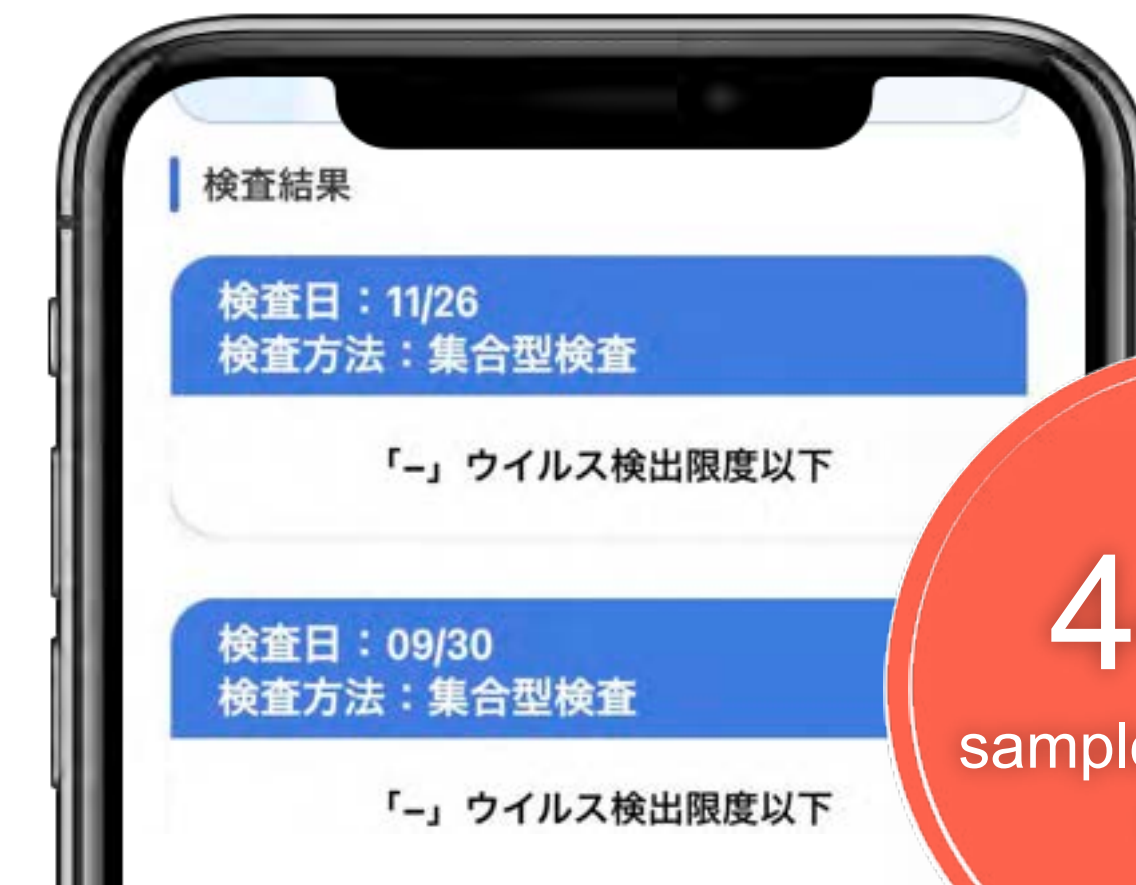 検査結果
検査日：11/26
検査方法：集合型検査
「–」ウイルス検出限度以下
検査日：09/30
検査方法：集合型検査
「–」ウイルス検出限度以下
4